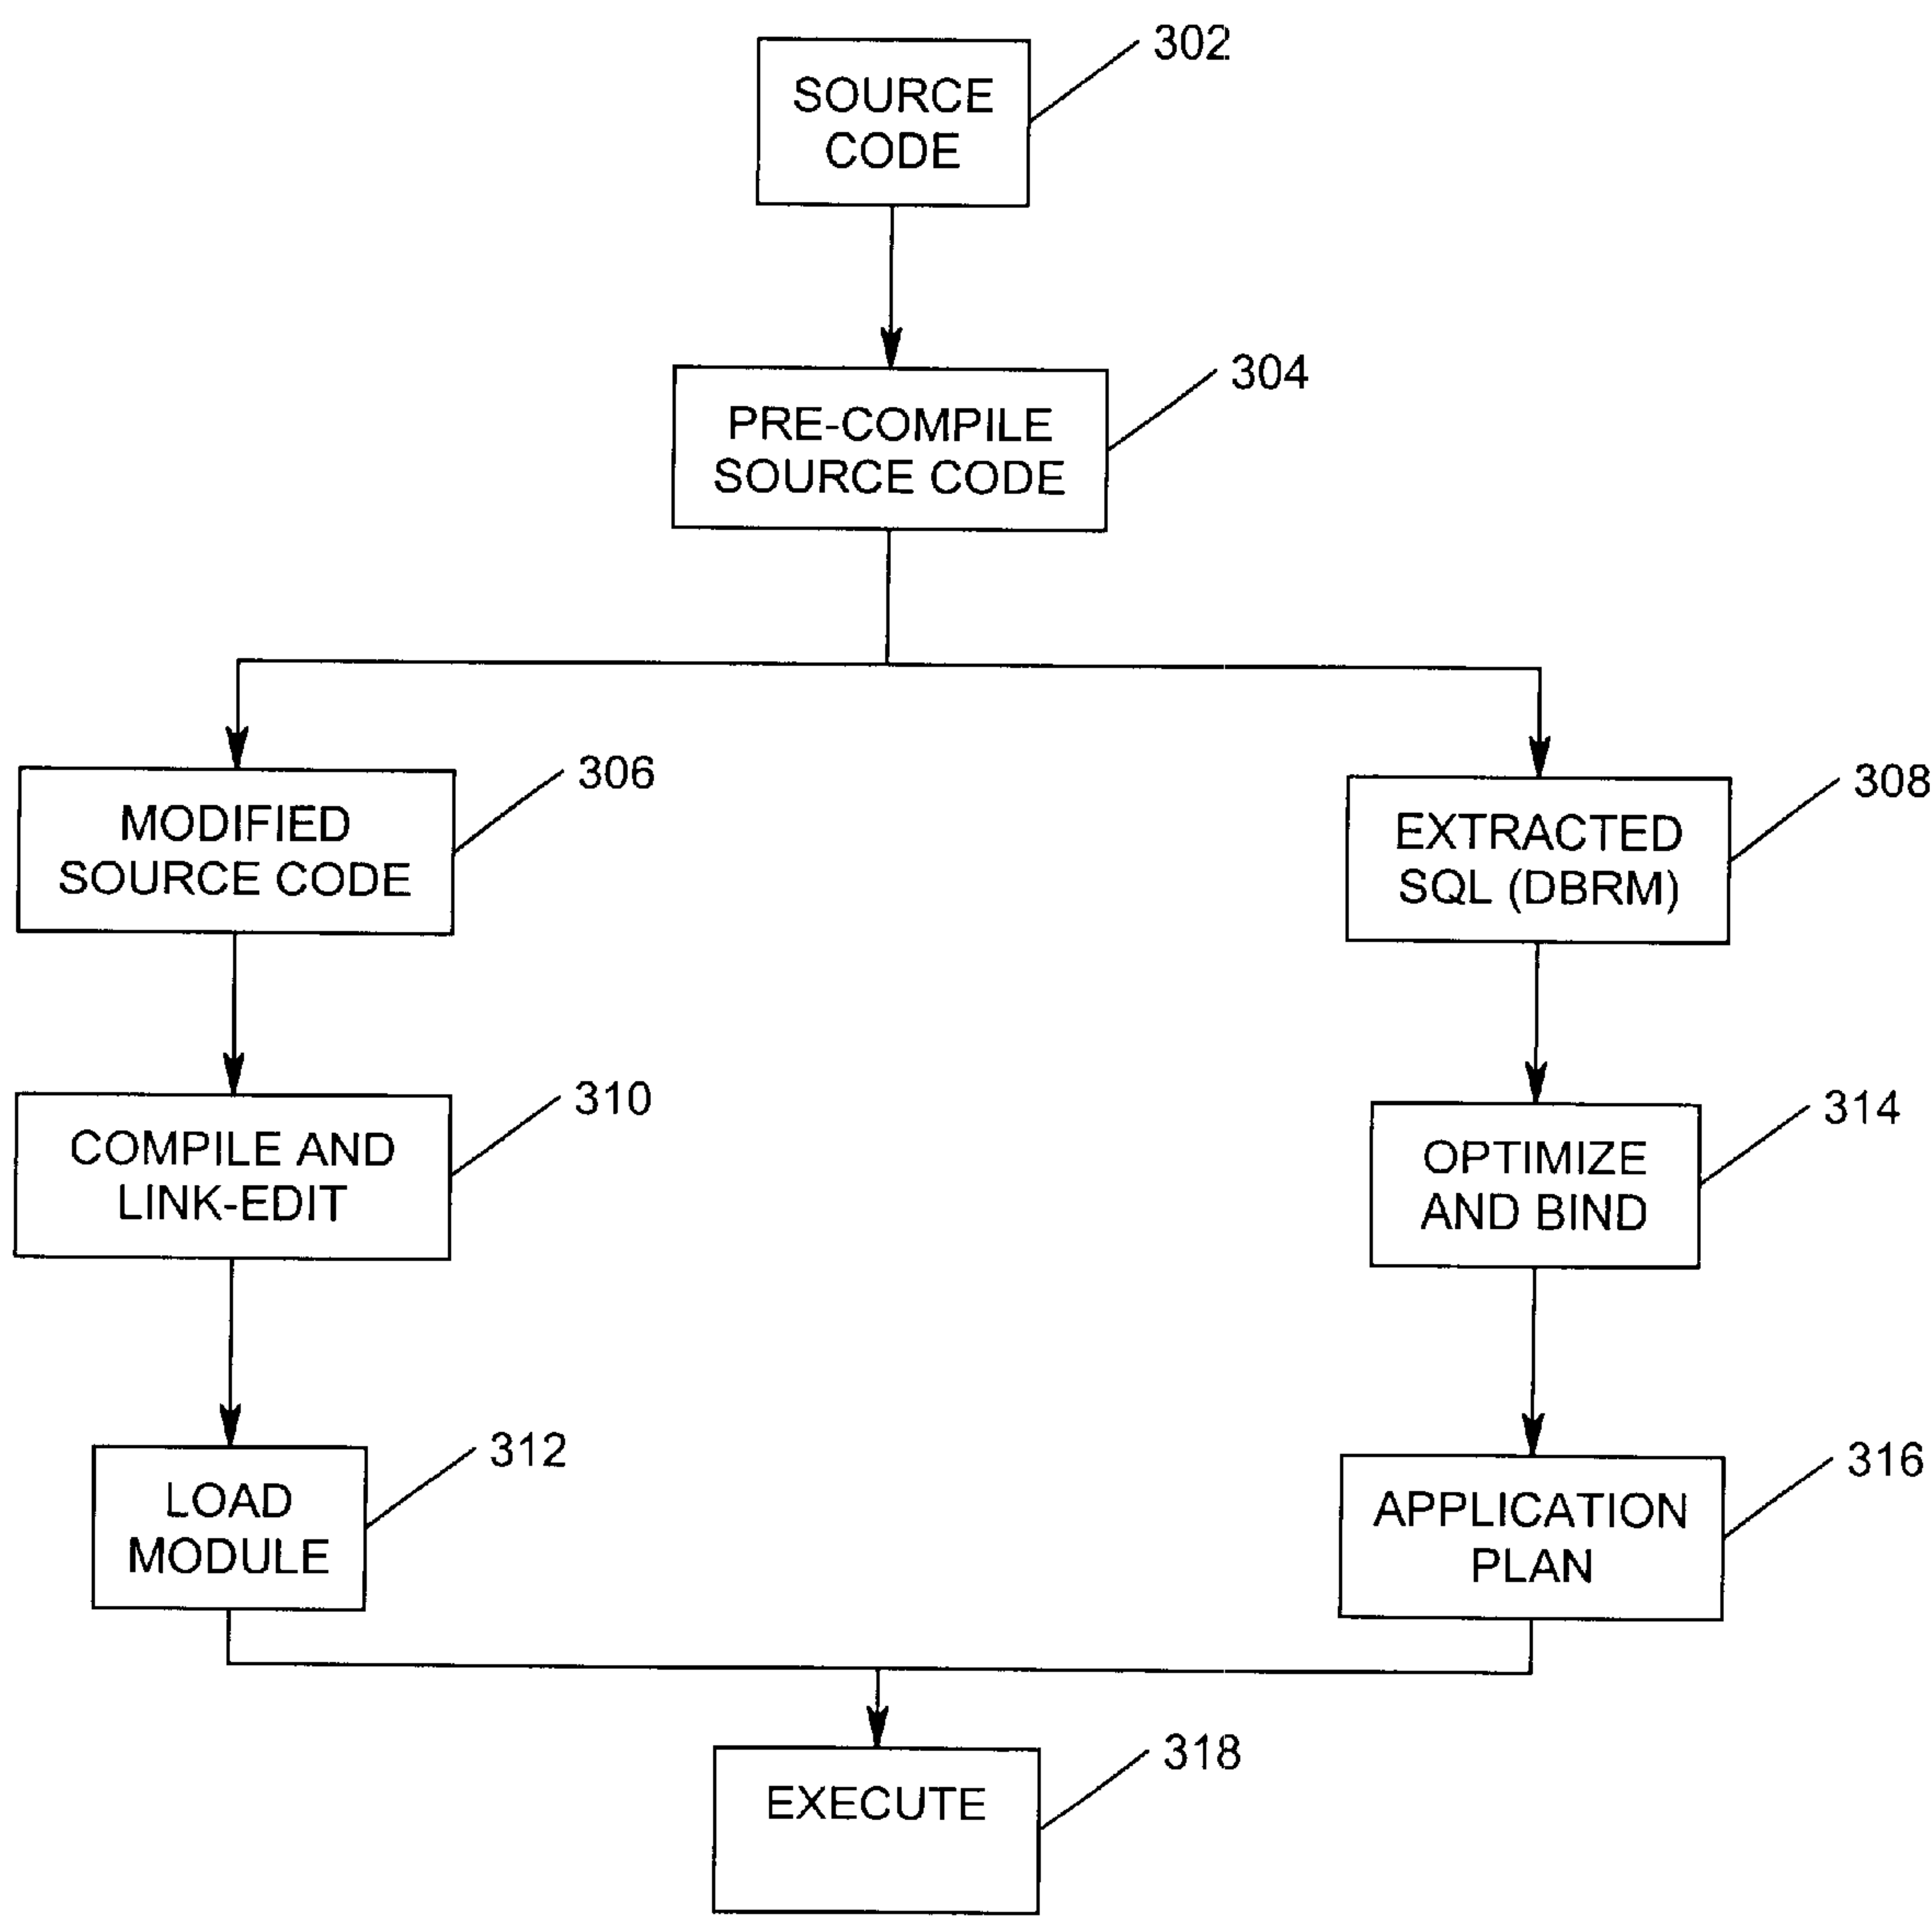 302
SOURCE
CODE
304
PRE-COMPILE
SOURCE CODE
306
MODIFIED
SOURCE CODE
308
EXTRACTED
SQL (DBRM)
310
COMPILE AND
LINK-EDIT
314
OPTIMIZE
AND BIND
312
LOAD
MODULE
316
APPLICATION
PLAN
318
EXECUTE